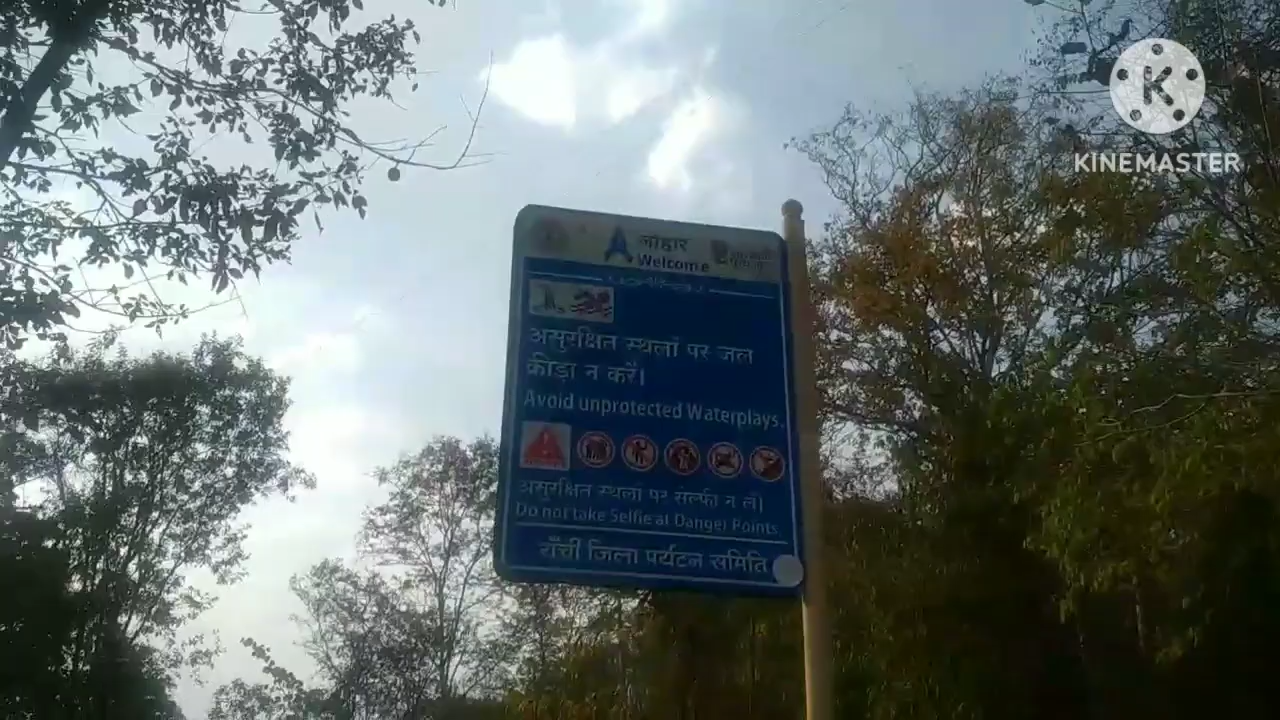 KINEMASTER
जोहार
Welcome
असुरक्षित स्थलों पर जल
क्रीड़ा न करें।
Avoid unprotected Waterplays.
असुरक्षित स्थलों पर सेल्फी न लें।
Do not take Selfie at Danger Points.
राँची जिला पर्यटन समिति